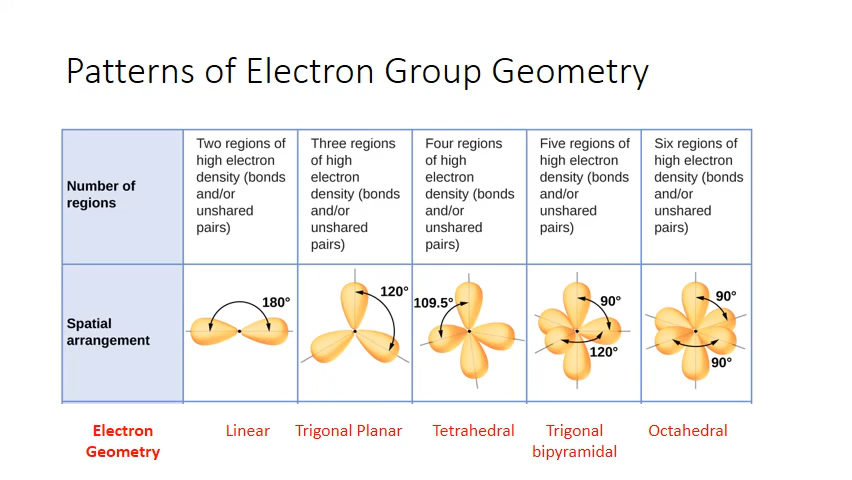 Patterns of Electron Group Geometry
Number of
regions
Two regions of
high electron
density (bonds
and/or
unshared
pairs)
Three regions
of high
electron
density (bonds
and/or
unshared
pairs)
Four regions
of high
electron
density (bonds
and/or
unshared
pairs)
Five regions of
high electron
density (bonds
and/or
unshared
pairs)
Six regions of
high electron
density (bonds
and/or
unshared
pairs)
Spatial
arrangement
180°
120°
109.5°
90°
120°
90°
90°
Electron
Geometry
Linear
Trigonal Planar
Tetrahedral
Trigonal
bipyramidal
Octahedral